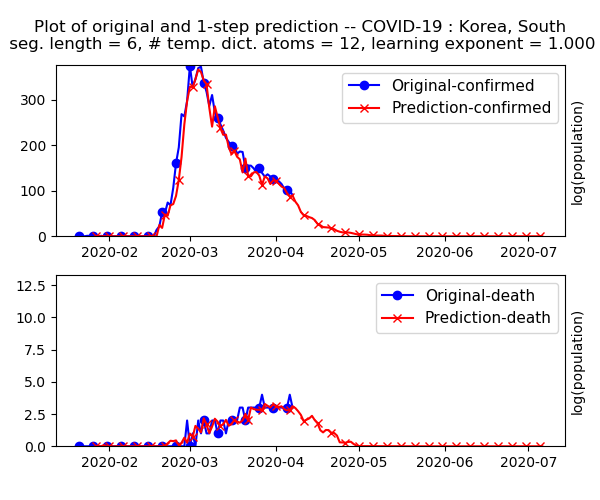 Plot of original and 1-step prediction -- COVID-19 : Korea, South
seg. length = 6, # temp. dict. atoms = 12, learning exponent = 1.000
300
200
100
0
Original-confirmed
Prediction-confirmed
log(population)
2020-02 2020-03 2020-04 2020-05 2020-06 2020-07
12.5
10.0
7.5
5.0
2.5
0.0
Original-death
Prediction-death
log(population)
2020-02 2020-03 2020-04 2020-05 2020-06 2020-07